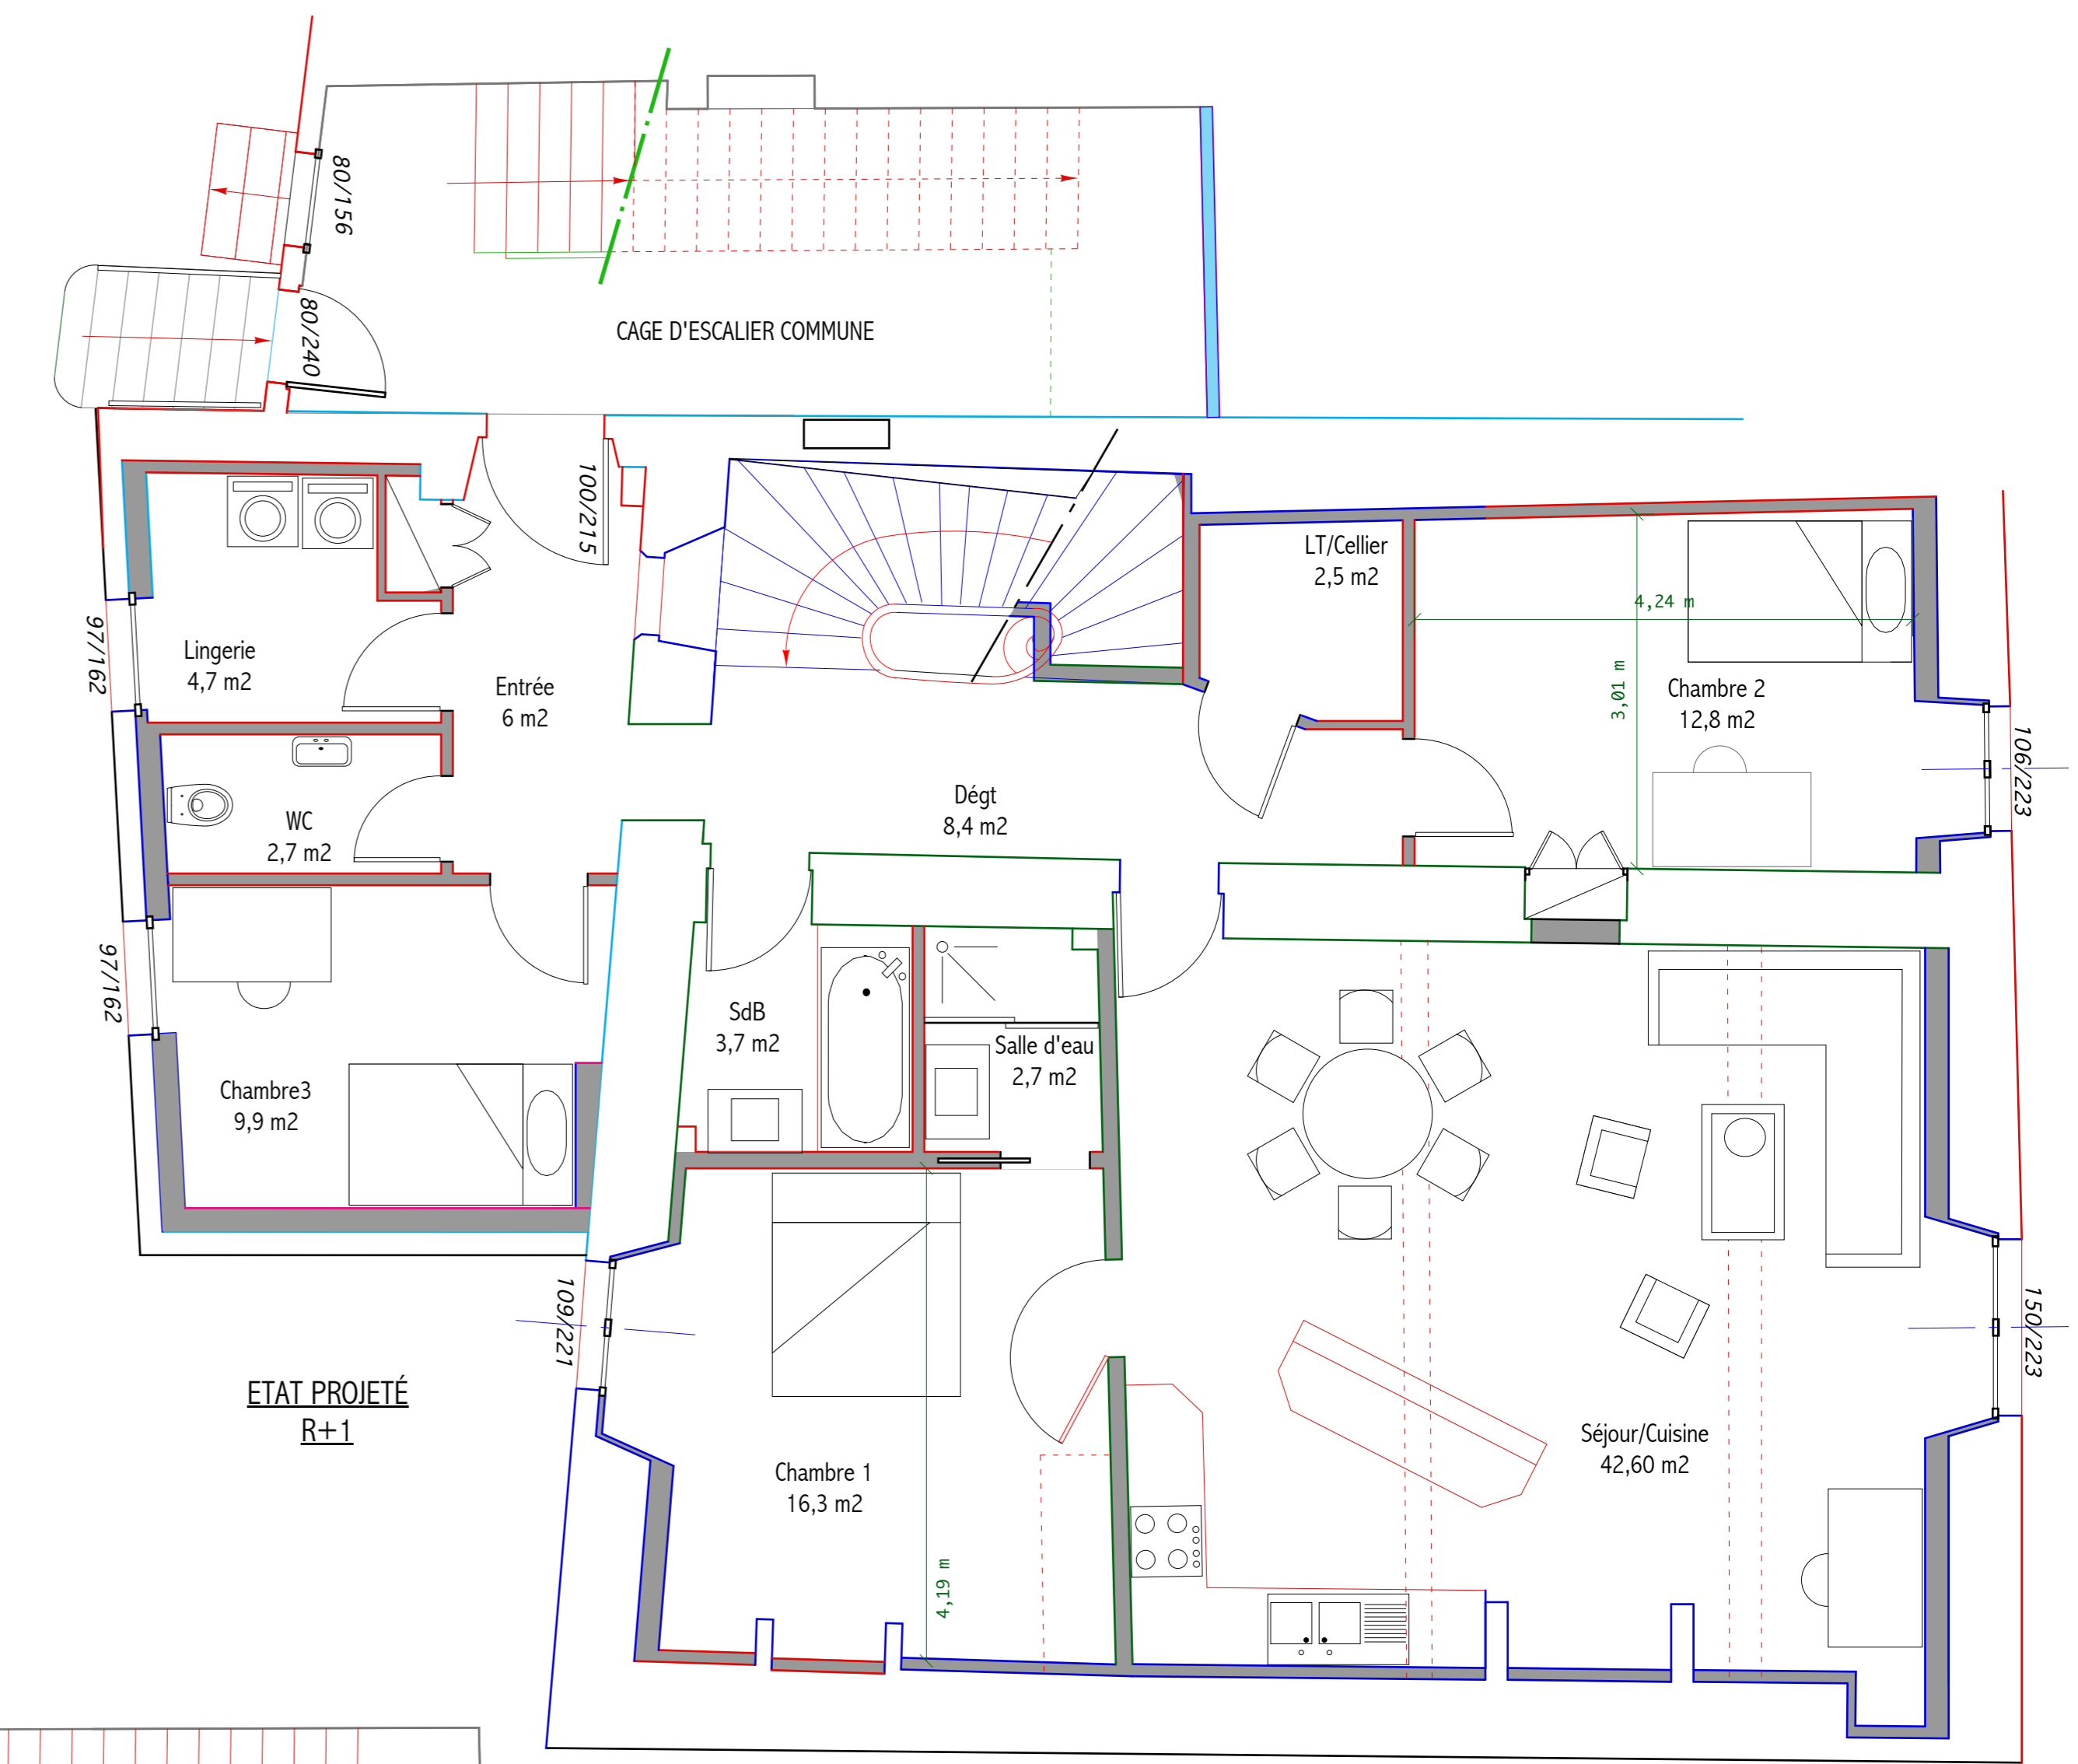 80/156
80/240
CAGE D'ESCALIER COMMUNE
100/215
LT/Cellier
2,5 m2
4,24 m
3,01 m
Chambre 2
12,8 m2
106/223
97/162
Lingerie
4,7 m2
Entrée
6 m2
WC
2,7 m2
Dégt
8,4 m2
97/162
Chambre3
9,9 m2
SdB
3,7 m2
Salle d'eau
2,7 m2
109/221
150/223
ETAT PROJETÉ
R+1
Chambre 1
16,3 m2
4,19 m
Séjour/Cuisine
42,60 m2